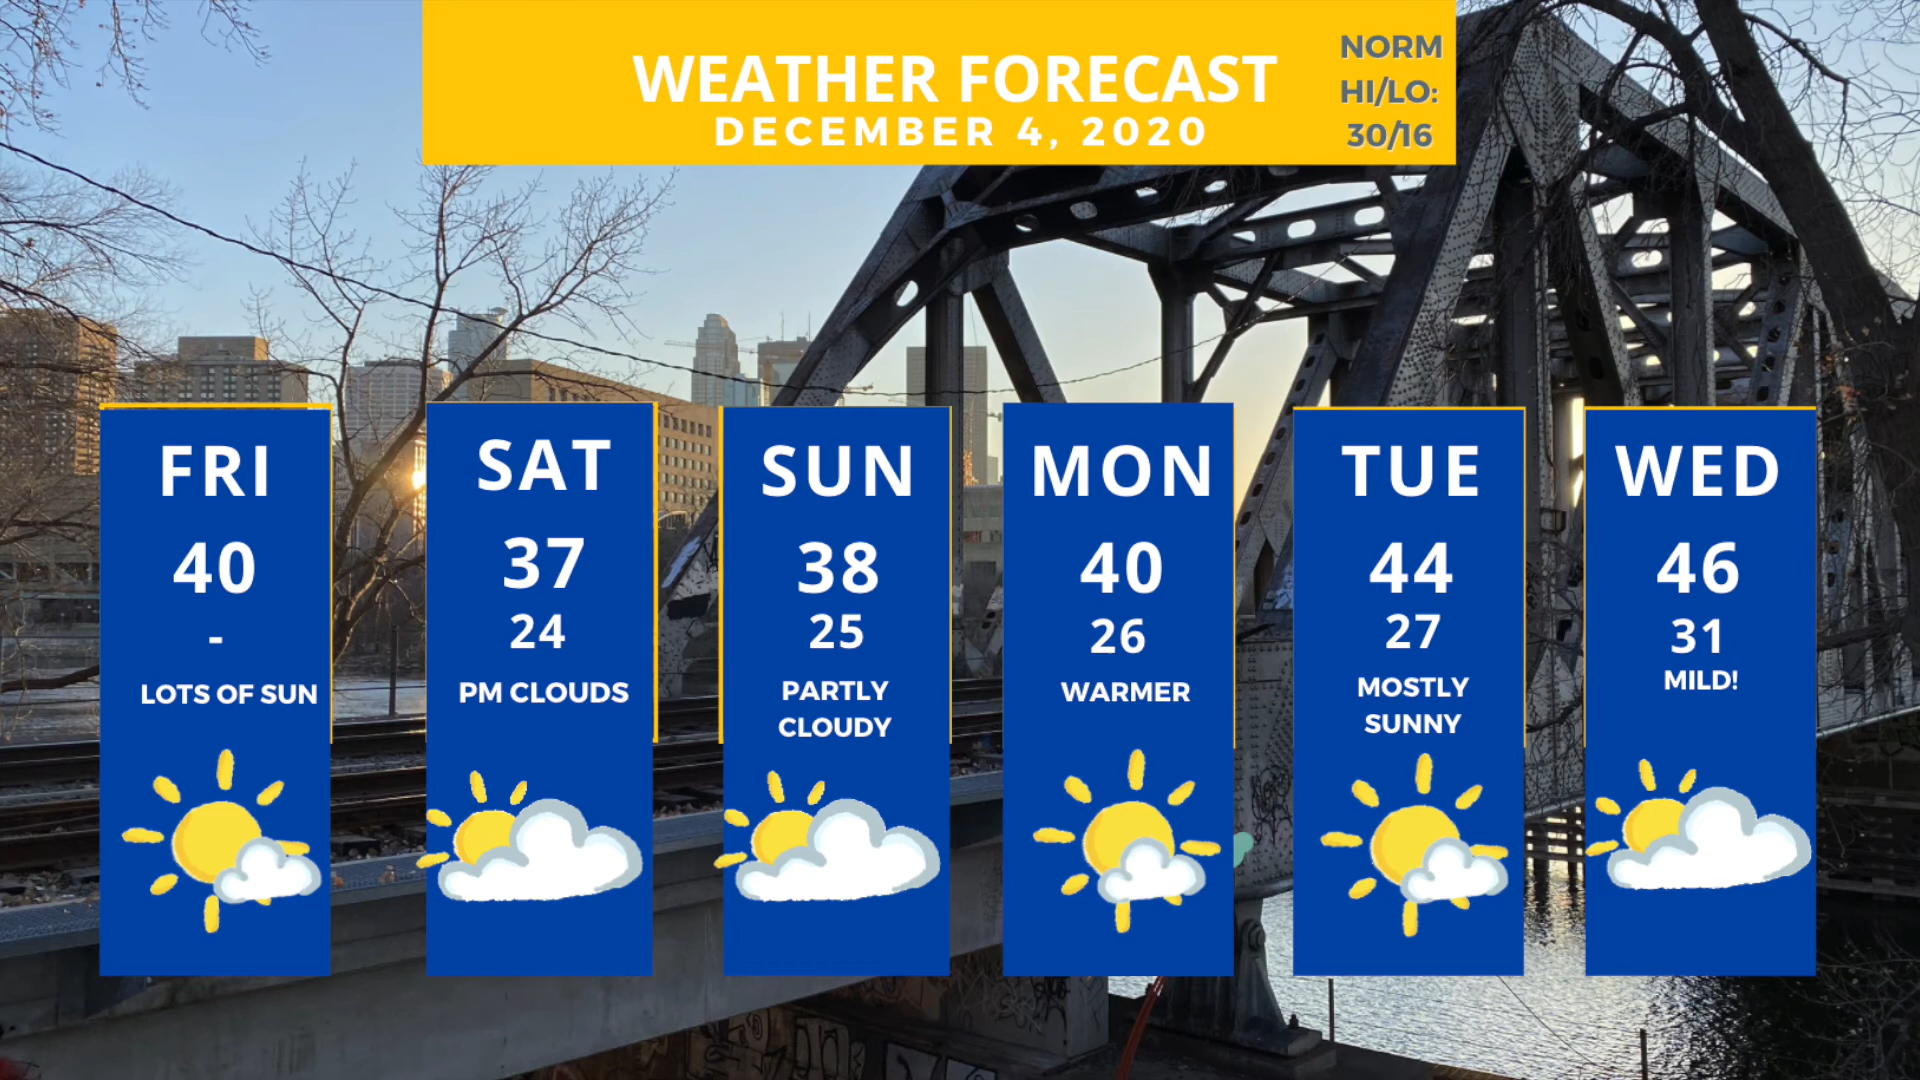 WEATHER FORECAST
DECEMBER 4, 2020
NORM
HI/LO:
30/16
FRI
40
-
LOTS OF SUN
SAT
37
24
PM CLOUDS
SUN
38
25
PARTLY
CLOUDY
MON
40
26
WARMER
TUE
44
27
MOSTLY
SUNNY
WED
46
31
MILD!